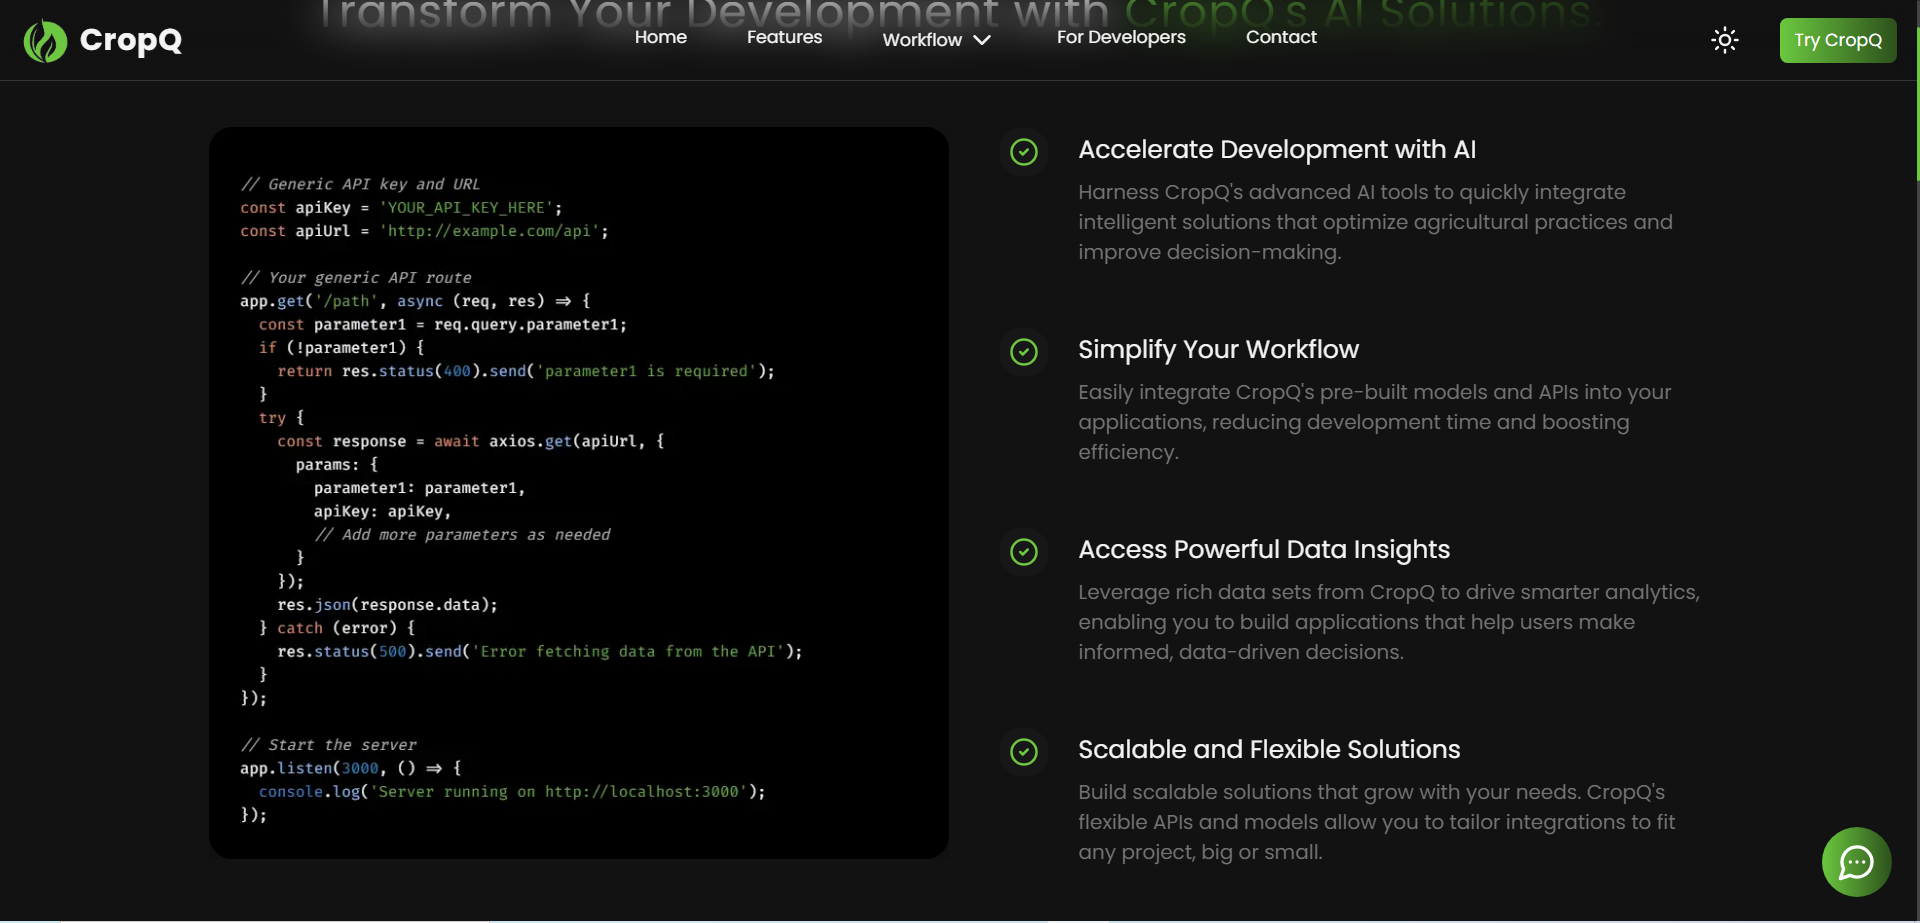 Transform Your Development with CropQ's AI Solutions.
CropQ
Home
Features
Workflow
For Developers
Contact
Try CropQ
// Generic API key and URL
const apiKey = 'YOUR_API_KEY_HERE';
const apiUrl = 'http://example.com/api';
// Your generic API route
app.get('/path', async (req, res) => {
const parameter1 = req.query.parameter1;
if (!parameter1) {
return res.status(400).send('parameter1 is required');
}
try {
const response = await axios.get(apiUrl, {
params: {
parameter1: parameter1,
apiKey: apiKey,
// Add more parameters as needed
}
});
res.json(response.data);
} catch (error) {
res.status(500).send('Error fetching data from the API');
}
});
// Start the server
app.listen(3000, () => {
console.log('Server running on http://localhost:3000');
});
Accelerate Development with AI
Harness CropQ's advanced AI tools to quickly integrate
intelligent solutions that optimize agricultural practices and
improve decision-making.
Simplify Your Workflow
Easily integrate CropQ's pre-built models and APIs into your
applications, reducing development time and boosting
efficiency.
Access Powerful Data Insights
Leverage rich data sets from CropQ to drive smarter analytics,
enabling you to build applications that help users make
informed, data-driven decisions.
Scalable and Flexible Solutions
Build scalable solutions that grow with your needs. CropQ's
flexible APIs and models allow you to tailor integrations to fit
any project, big or small.